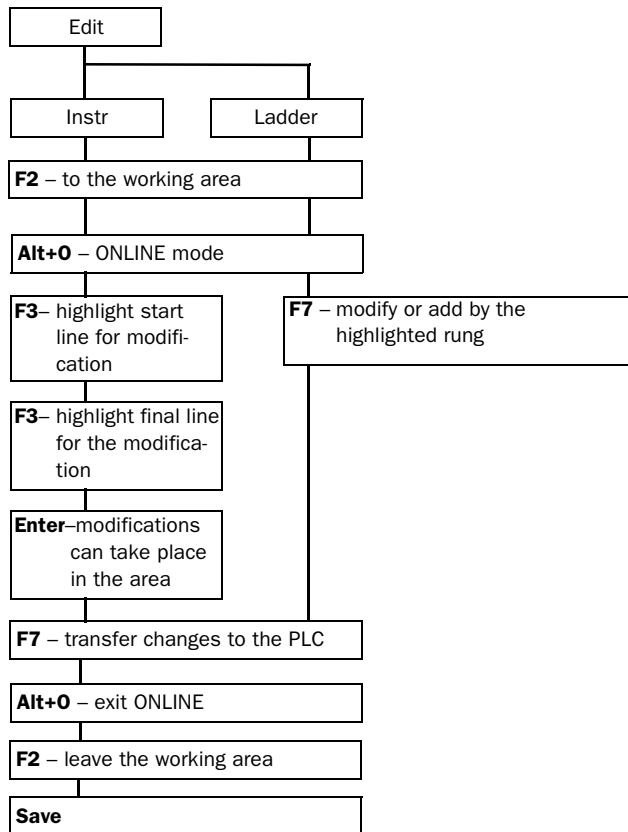 Edit
Instr
Ladder
F2 – to the working area
Alt+O – ONLINE mode
F3– highlight start
line for modifi-
cation
F7 – modify or add by the
highlighted rung
F3– highlight final line
for the modifica-
tion
Enter–modifications
can take place
in the area
F7 – transfer changes to the PLC
Alt+O – exit ONLINE
F2 – leave the working area
Save